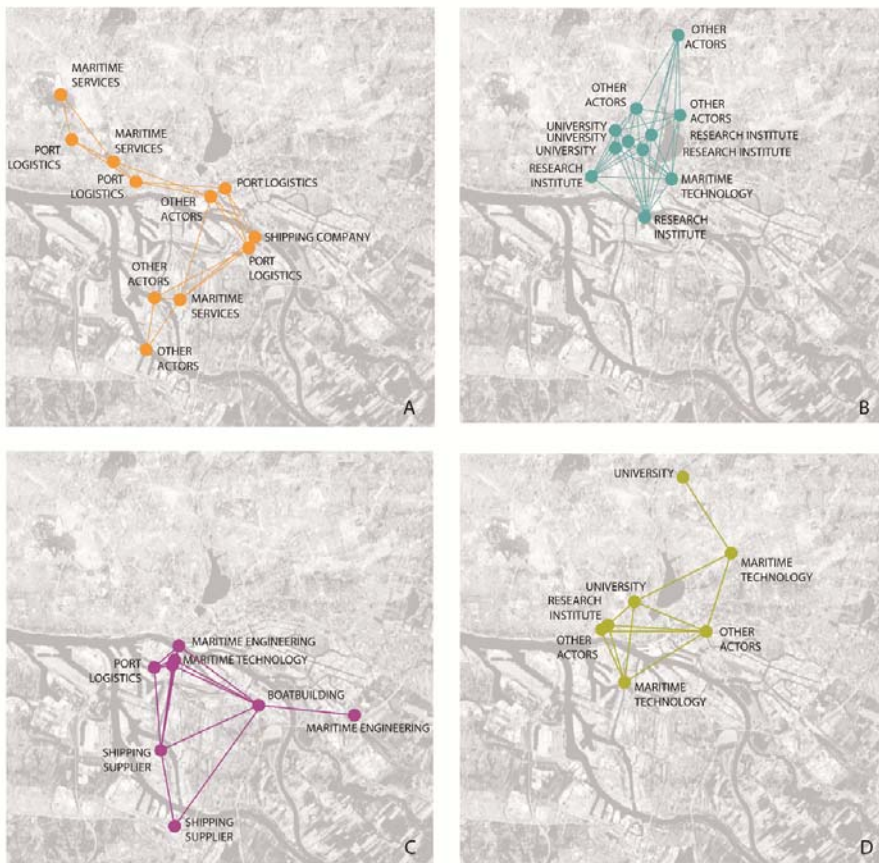 MARITIME
SERVICES
PORT
LOGISTICS
MARITIME
SERVICES
PORT
LOGISTICS
PORT LOGISTICS
OTHER
ACTORS
SHIPPING COMPANY
PORT
LOGISTICS
OTHER
ACTORS
MARITIME
SERVICES
OTHER
ACTORS
A
OTHER
ACTORS
OTHER
ACTORS
OTHER
ACTORS
UNIVERSITY
UNIVERSITY
UNIVERSITY
RESEARCH INSTITUTE
RESEARCH INSTITUTE
RESEARCH
INSTITUTE
MARITIME
TECHNOLOGY
RESEARCH
INSTITUTE
B
MARITIME ENGINEERING
MARITIME TECHNOLOGY
PORT
LOGISTICS
BOATBUILDING
MARITIME ENGINEERING
SHIPPING
SUPPLIER
SHIPPING
SUPPLIER
C
UNIVERSITY
MARITIME
TECHNOLOGY
UNIVERSITY
RESEARCH
INSTITUTE
OTHER
ACTORS
OTHER
ACTORS
MARITIME
TECHNOLOGY
D